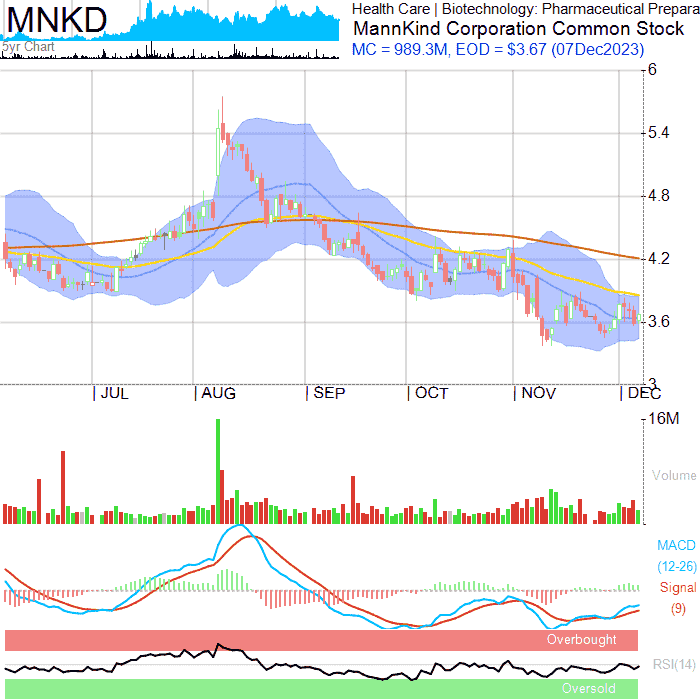 MNKD
5yr Chart
Health Care | Biotechnology: Pharmaceutical Prepara
MannKind Corporation Common Stock
MC = 989.3M, EOD = $3.67 (07Dec2023)
6
5.4
4.8
4.2
3.6
3
JUL AUG SEP OCT NOV DEC
16M
Volume
MACD
(12-26)
Signal
(9)
Overbought
RSI(14)
Oversold